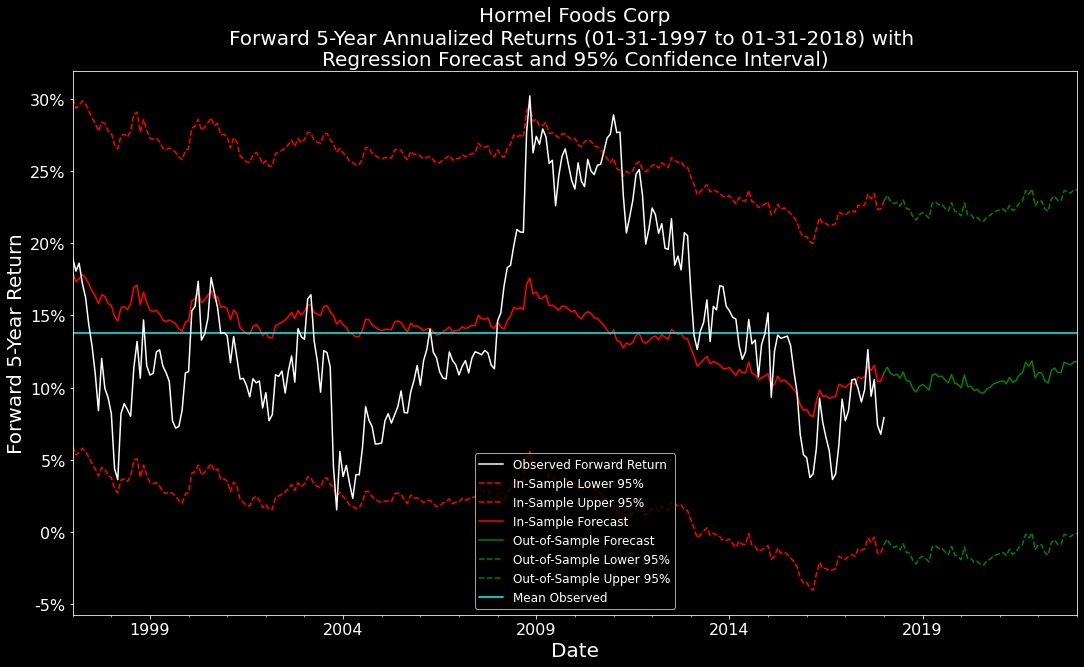 Hormel Foods Corp
Forward 5-Year Annualized Returns (01-31-1997 to 01-31-2018) with
Regression Forecast and 95% Confidence Interval)
Forward 5-Year Return
30%
25%
20%
15%
10%
5%
0%
-5%
Observed Forward Return
In-Sample Lower 95%
In-Sample Upper 95%
In-Sample Forecast
Out-of-Sample Forecast
Out-of-Sample Lower 95%
Out-of-Sample Upper 95%
Mean Observed
1999
2004
2009
2014
2019
Date